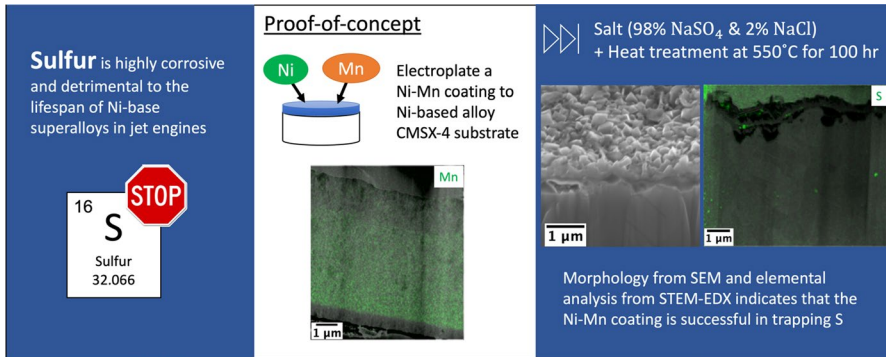 Sulfur is highly corrosive
and detrimental to the
lifespan of Ni-base
superalloys in jet engines
STOP
16
S
Sulfur
32.066
Proof-of-concept
Ni
Mn
Electroplate a
Ni-Mn coating to
Ni-based alloy
CMSX-4 substrate
Mn
1 μm
Salt (98% NaSO₄ & 2% NaCl)
+ Heat treatment at 550˚C for 100 hr
1 μm
S
1 μm
Morphology from SEM and elemental
analysis from STEM-EDX indicates that the
Ni-Mn coating is successful in trapping S